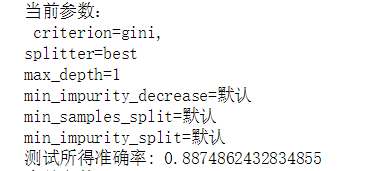 当前参数：
criterion=gini,
splitter=best
max_depth=1
min_impurity_decrease=默认
min_samples_split=默认
min_impurity_split=默认
测试所得准确率: 0.8874862432834855